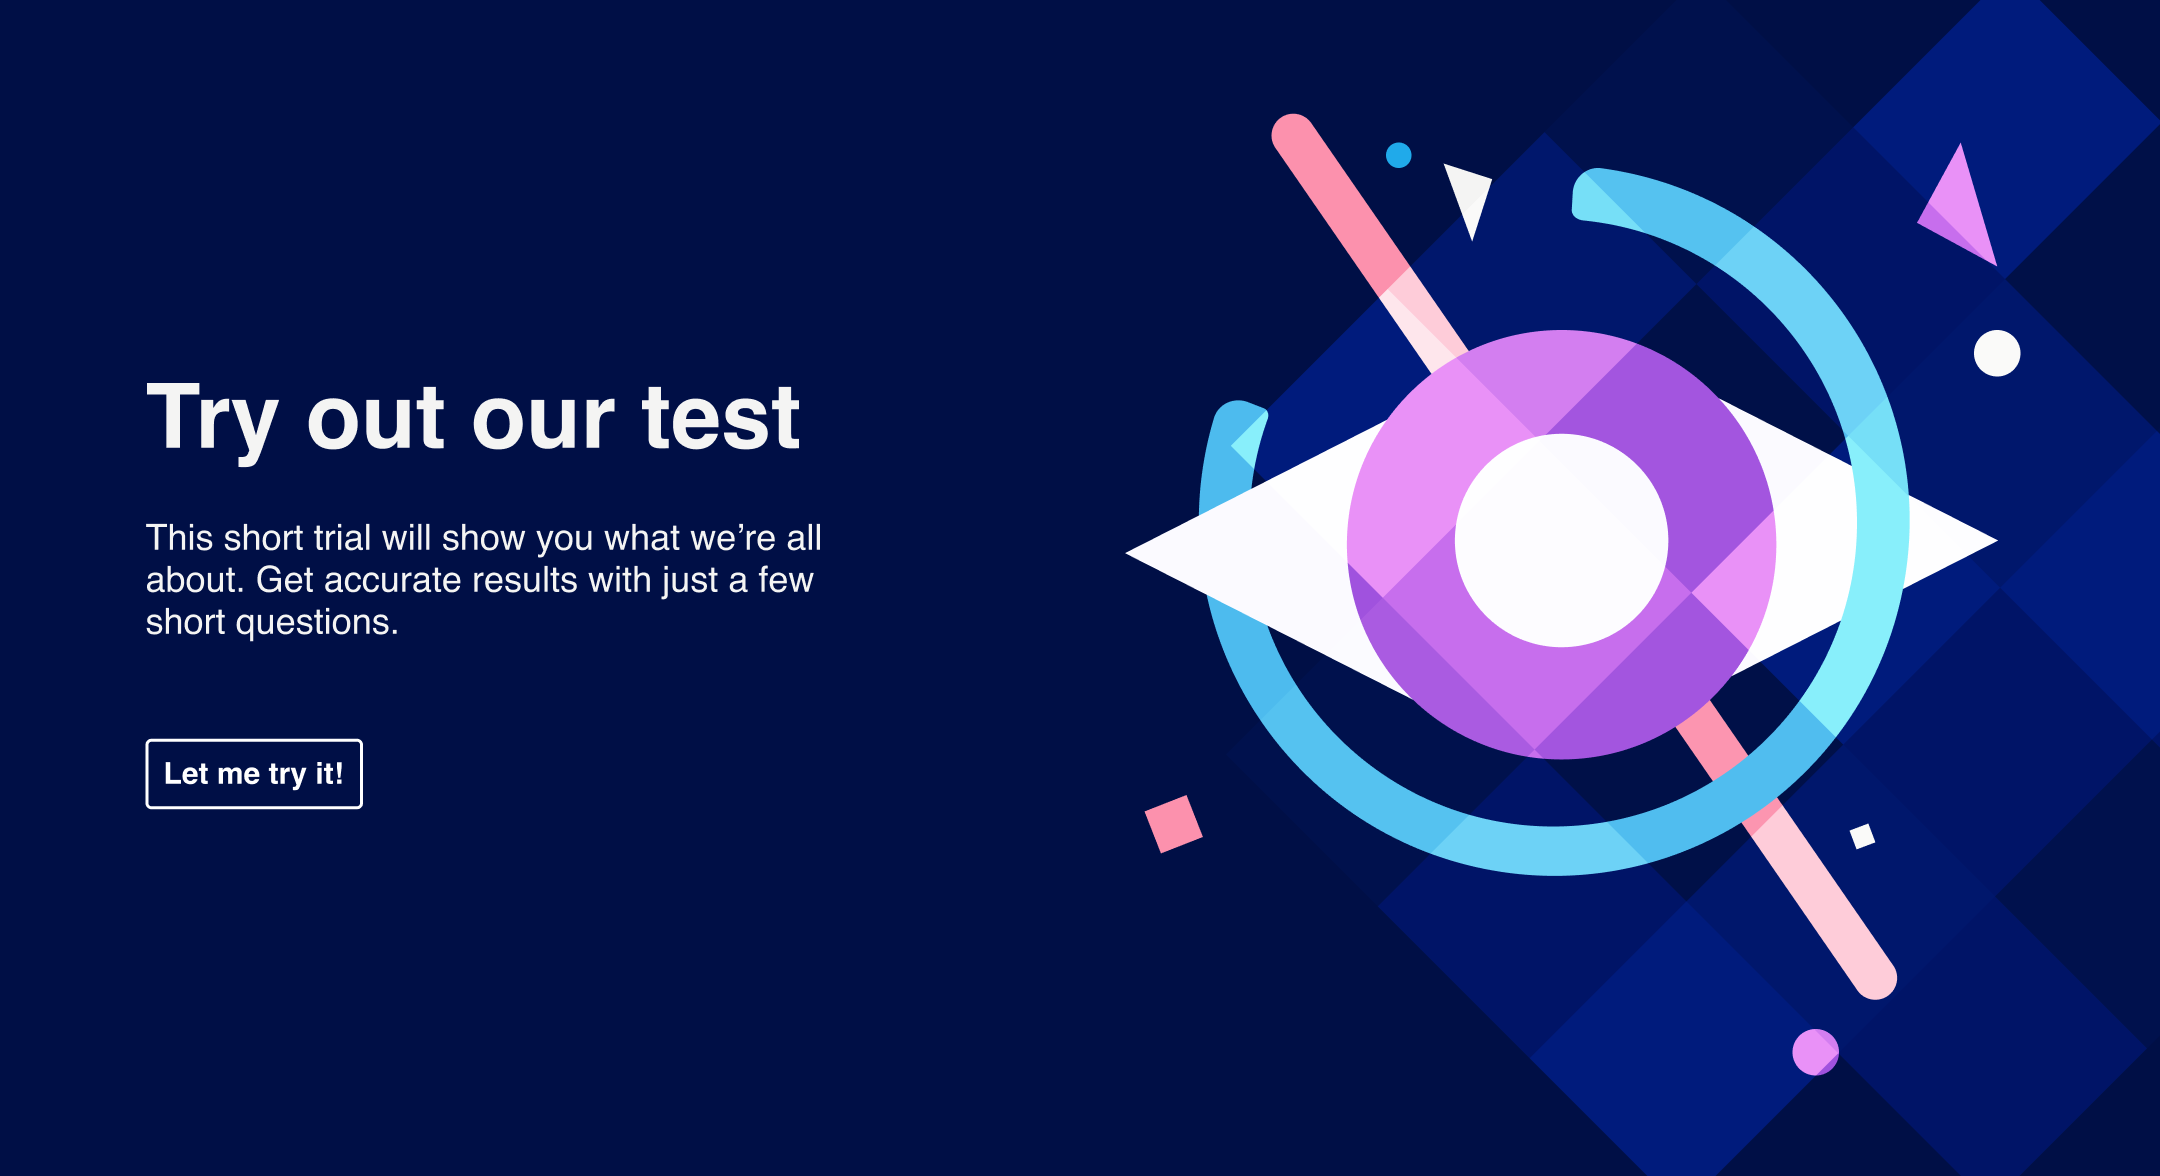 Try out our test
This short trial will show you what we’re all
about. Get accurate results with just a few
short questions.
Let me try it!